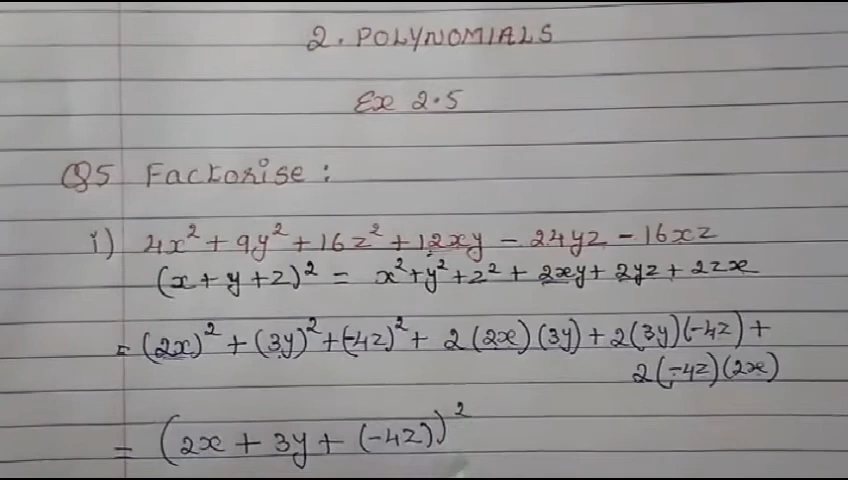 2. POLYNOMIALS
Ex 2.5
Q5 Factorise :
i) 4x² + 9y² + 16z² + 12xy - 24yz - 16xz
(x + y + z)² = x² + y² + z² + 2xy + 2yz + 2zx
= (2x)² + (3y)² + (-4z)² + 2(2x)(3y) + 2(3y)(-4z) +
2(-4z)(2x)
= (2x + 3y + (-4z))²